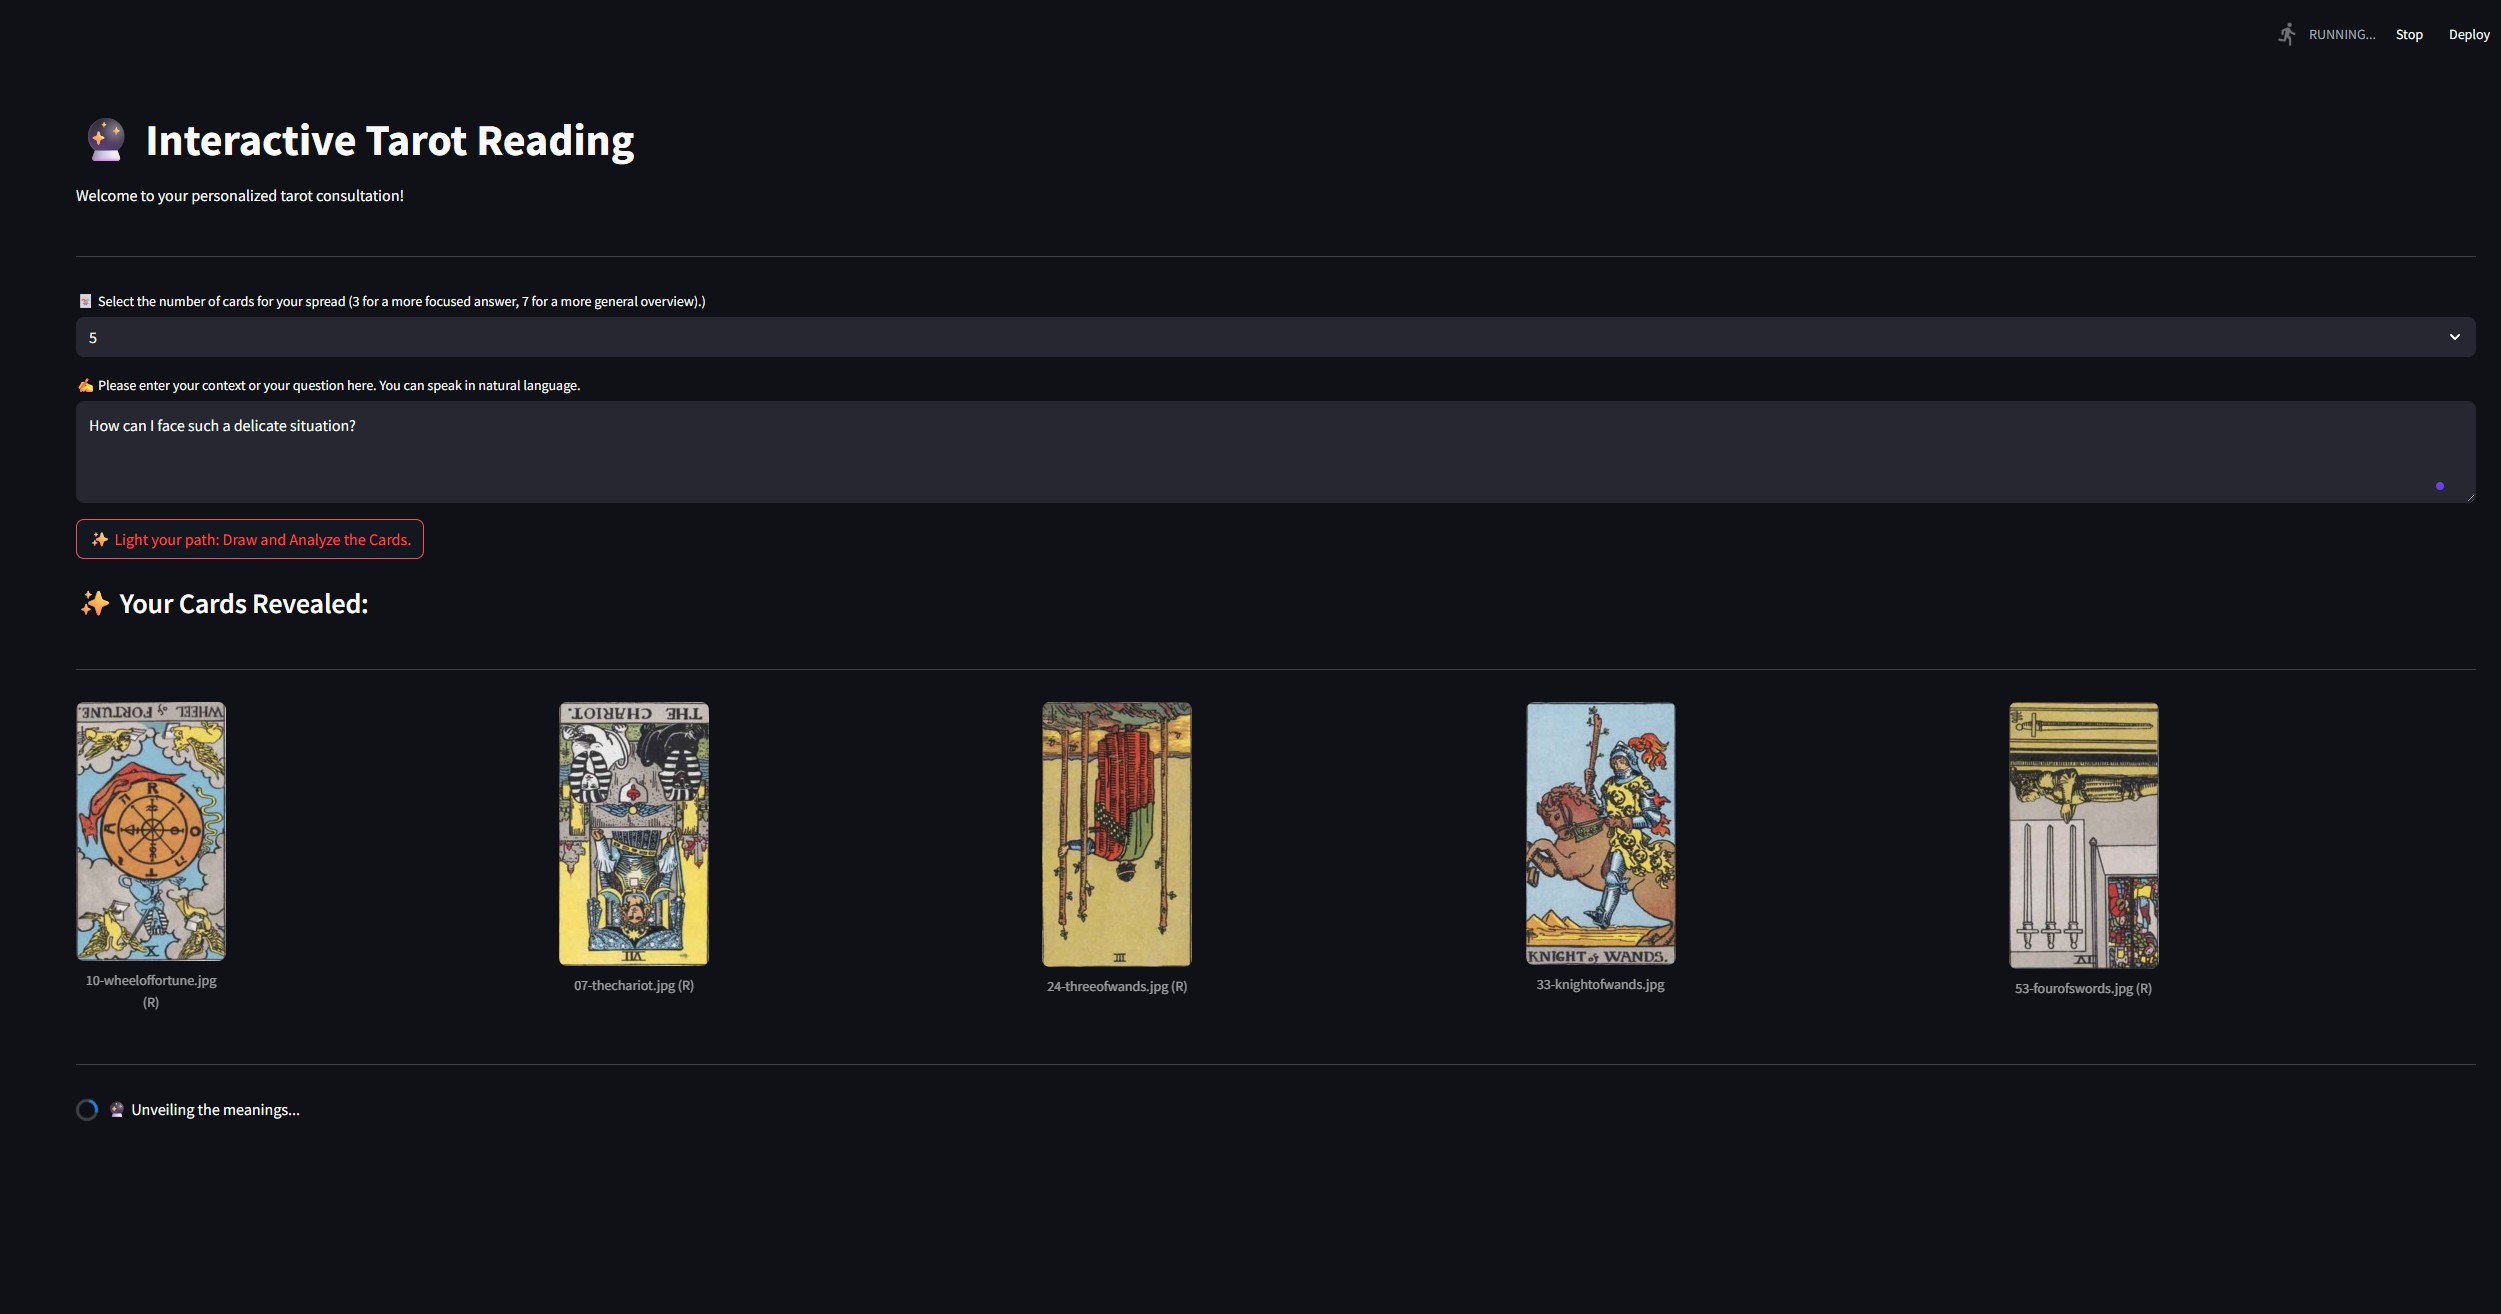 RUNNING...
Stop
Deploy
Interactive Tarot Reading
Welcome to your personalized tarot consultation!
Select the number of cards for your spread (3 for a more focused answer, 7 for a more general overview).)
5
Please enter your context or your question here. You can speak in natural language.
How can I face such a delicate situation?
Light your path: Draw and Analyze the Cards.
Your Cards Revealed:
WHEEL of FORTUNE.
X
THE CHARIOT.
VII
III
KNIGHT of WANDS.
IV
10-wheeloffortune.jpg
(R)
07-thechariot.jpg (R)
24-threeofwands.jpg (R)
33-knightofwands.jpg
53-fourofswords.jpg (R)
Unveiling the meanings...